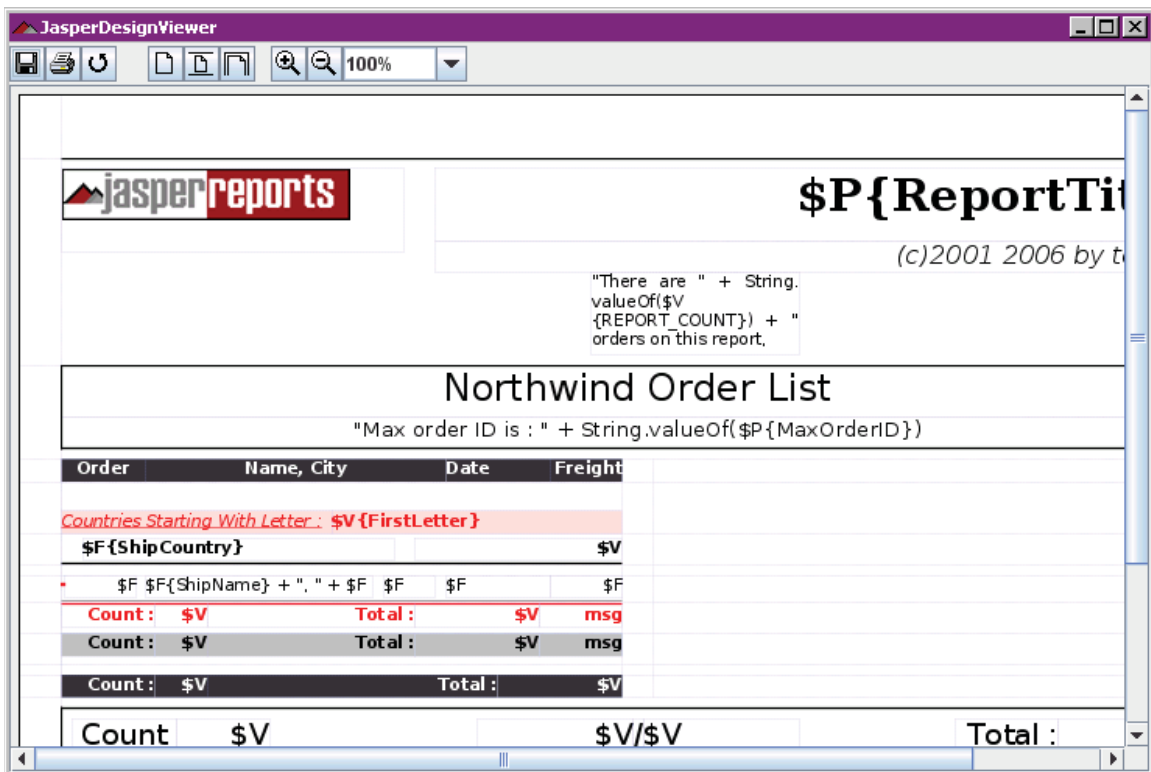 JasperDesignViewer
100%
jasperreports
$P{ReportTit
(c)2001 2006 by t
"There are " + String.
valueOf($V
{REPORT_COUNT}) + "
orders on this report,
Northwind Order List
"Max order ID is : " + String.valueOf($P{MaxOrderID})
Order Name, City Date Freight
Countries Starting With Letter : $V{FirstLetter}
$F{ShipCountry} $V
$F $F{ShipName} + ", " + $F $F $F $F
Count : $V Total : $V msg
Count : $V Total : $V msg
Count : $V Total : $V
Count $V $V/$V Total :